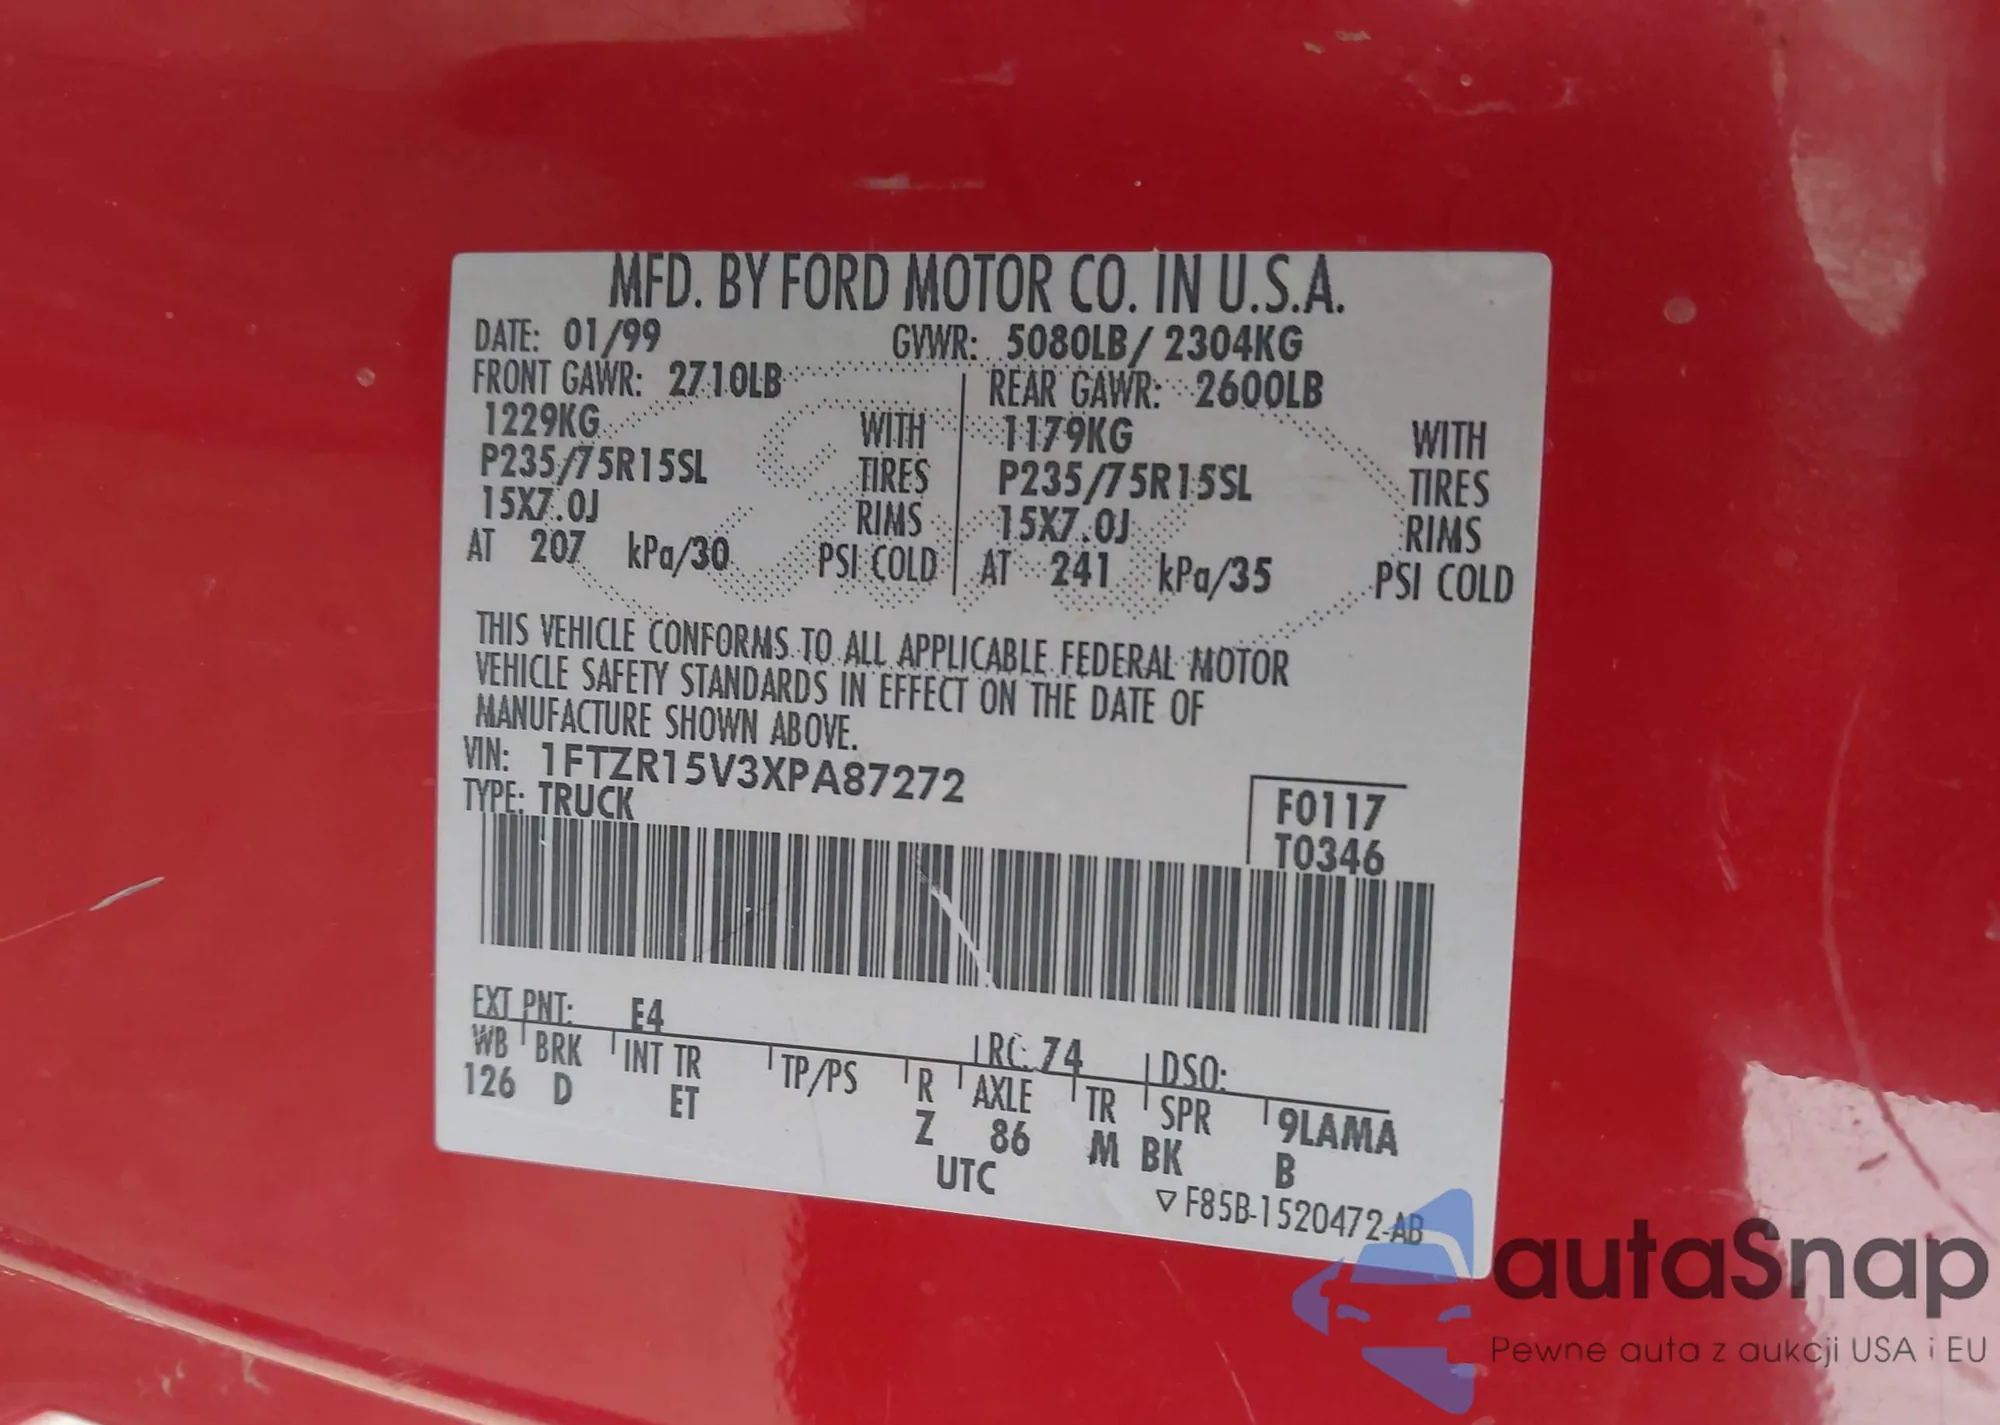 MFD. BY FORD MOTOR CO. IN U.S.A.
DATE: 01/99 GVWR: 5080LB/ 2304KG
FRONT GAWR: 2710LB REAR GAWR: 2600LB
1229KG WITH 1179KG WITH
P235/75R15SL TIRES P235/75R15SL TIRES
15X7.0J RIMS 15X7.0J RIMS
AT 207 kPa/30 PSI COLD AT 241 kPa/35 PSI COLD
THIS VEHICLE CONFORMS TO ALL APPLICABLE FEDERAL MOTOR
VEHICLE SAFETY STANDARDS IN EFFECT ON THE DATE OF
MANUFACTURE SHOWN ABOVE.
VIN: 1FTZR15V3XPA87272
TYPE: TRUCK
F0117
T0346
EXT PNT: E4 RC: 74 DSO:
WB BRK INT TR TP/PS R AXLE TR SPR 9LAMA
126 D ET Z 86 M BK B
UTC
▽ F85B-1520472-AB
autaSnap
Pewne auta z aukcji USA i EU